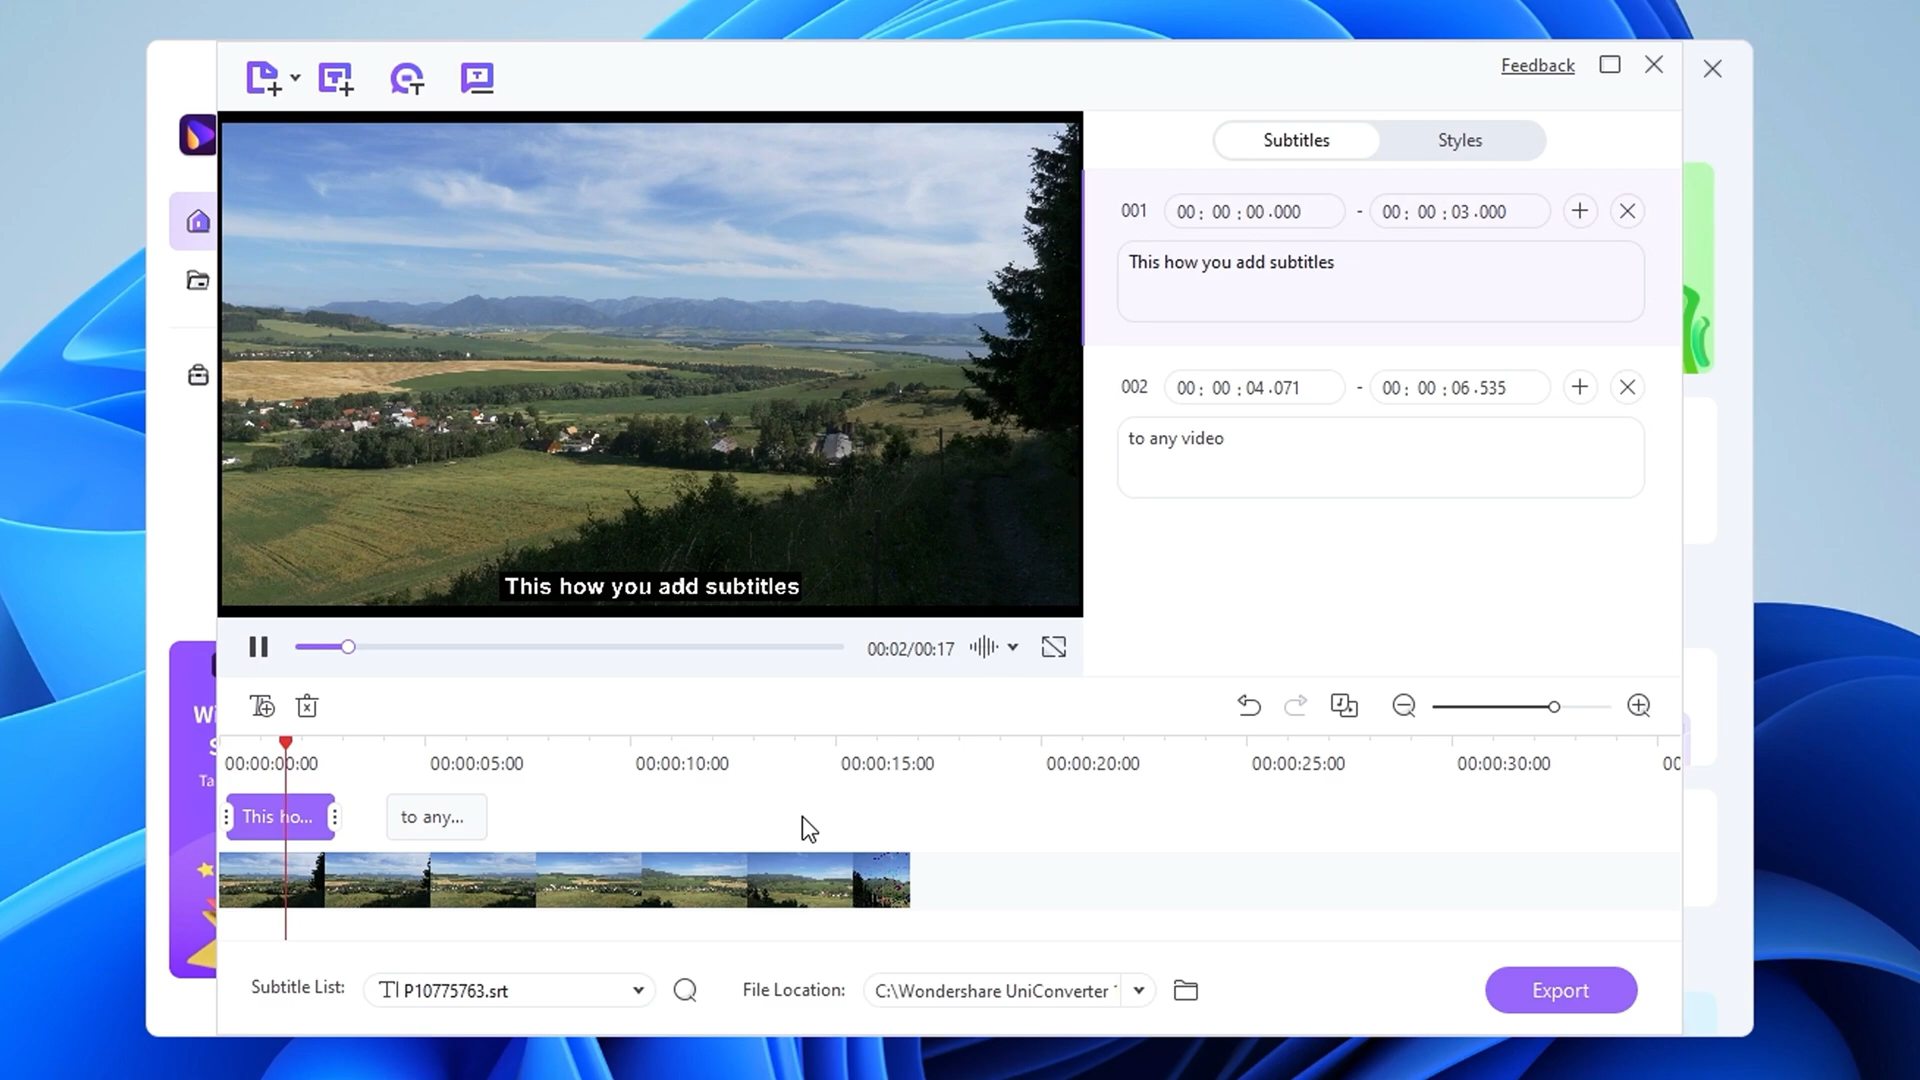 Feedback
Subtitles Styles
001 00: 00 :00.000 - 00: 00 :03.000
This how you add subtitles
002 00: 00 :04.071 - 00: 00 :06.535
to any video
This how you add subtitles
00:02/00:17
Wi
S
Ta
00:00:00:00 00:00:05:00 00:00:10:00 00:00:15:00 00:00:20:00 00:00:25:00 00:00:30:00 00
This ho... to any...
Subtitle List: P10775763.srt File Location: C:\Wondershare UniConverter Export